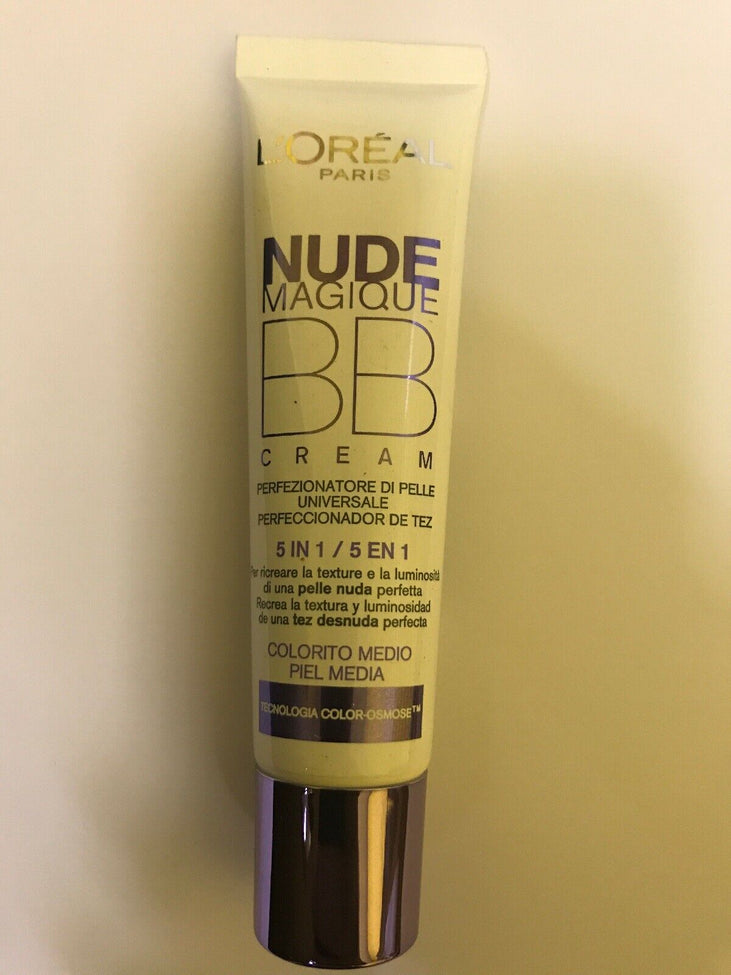 L'ORÉAL
PARIS
NUDE
MAGIQUE
BB
CREAM
PERFEZIONATORE DI PELLE
UNIVERSALE
PERFECCIONADOR DE TEZ
5 IN 1 / 5 EN 1
Per ricreare la texture e la luminosità
di una pelle nuda perfetta
Recrea la textura y luminosidad
de una tez desnuda perfecta
COLORITO MEDIO
PIEL MEDIA
TECNOLOGIA COLOR-OSMOSE™